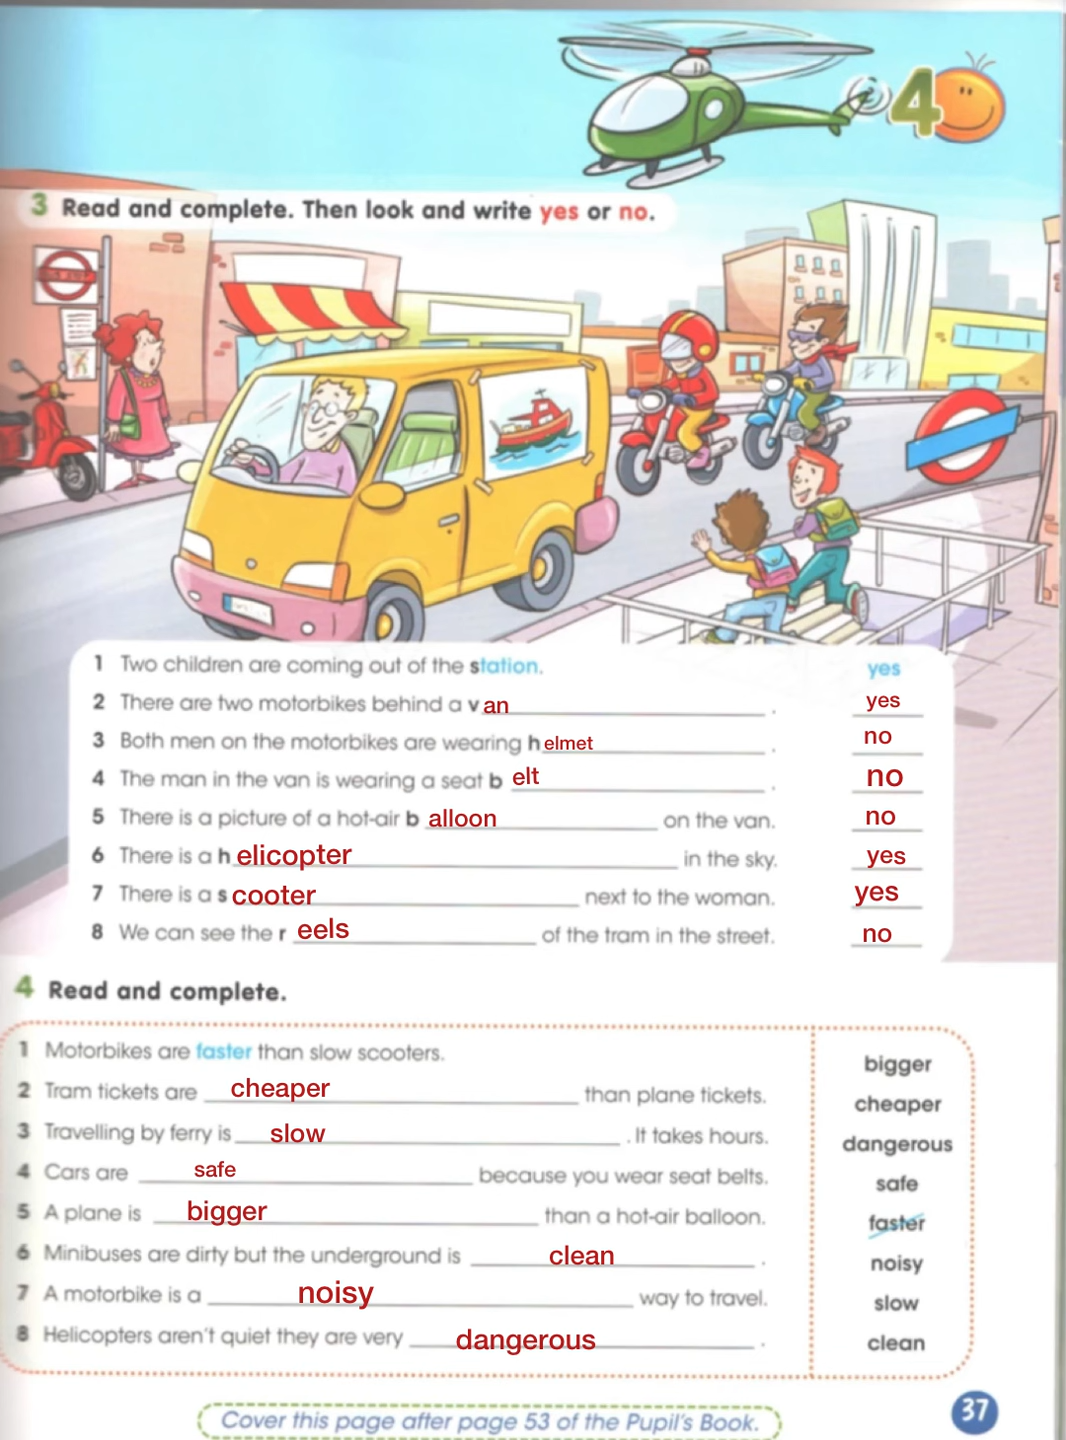 4
3 Read and complete. Then look and write yes or no.
1 Two children are coming out of the station. yes
2 There are two motorbikes behind a van . yes
3 Both men on the motorbikes are wearing helmet . no
4 The man in the van is wearing a seat b elt . no
5 There is a picture of a hot-air b alloon on the van. no
6 There is a h elicopter in the sky. yes
7 There is a s cooter next to the woman. yes
8 We can see the r eels of the tram in the street. no
4 Read and complete.
1 Motorbikes are faster than slow scooters.
2 Tram tickets are cheaper than plane tickets.
3 Travelling by ferry is slow . It takes hours.
4 Cars are safe because you wear seat belts.
5 A plane is bigger than a hot-air balloon.
6 Minibuses are dirty but the underground is clean .
7 A motorbike is a noisy way to travel.
8 Helicopters aren't quiet they are very dangerous .
bigger
cheaper
dangerous
safe
faster
noisy
slow
clean
Cover this page after page 53 of the Pupil's Book.
37